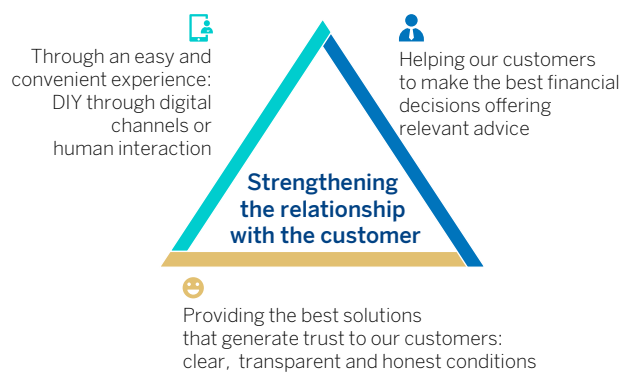 Through an easy and
convenient experience:
DIY through digital
channels or
human interaction
Helping our customers
to make the best financial
decisions offering
relevant advice
Strengthening
the relationship
with the customer
Providing the best solutions
that generate trust to our customers:
clear, transparent and honest conditions